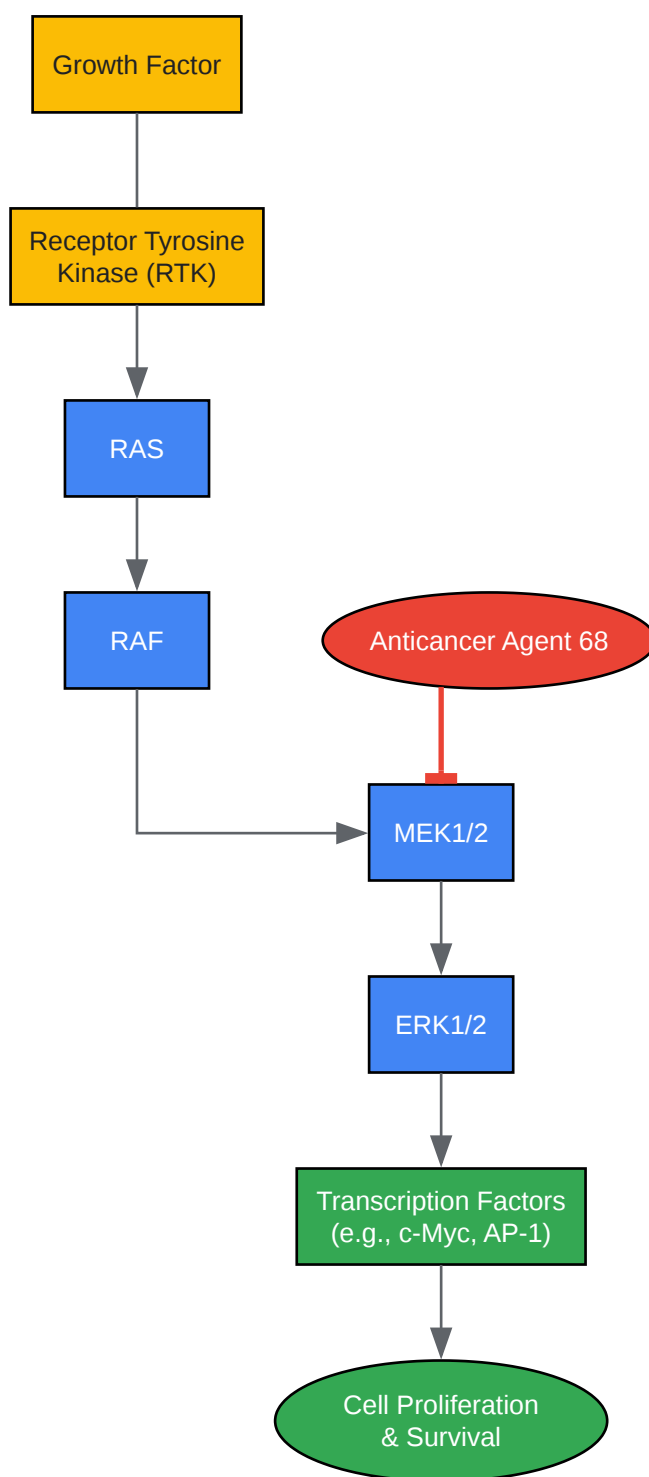 Growth Factor
Receptor Tyrosine
Kinase (RTK)
RAS
RAF
Anticancer Agent 68
MEK1/2
ERK1/2
Transcription Factors
(e.g., c-Myc, AP-1)
Cell Proliferation
& Survival